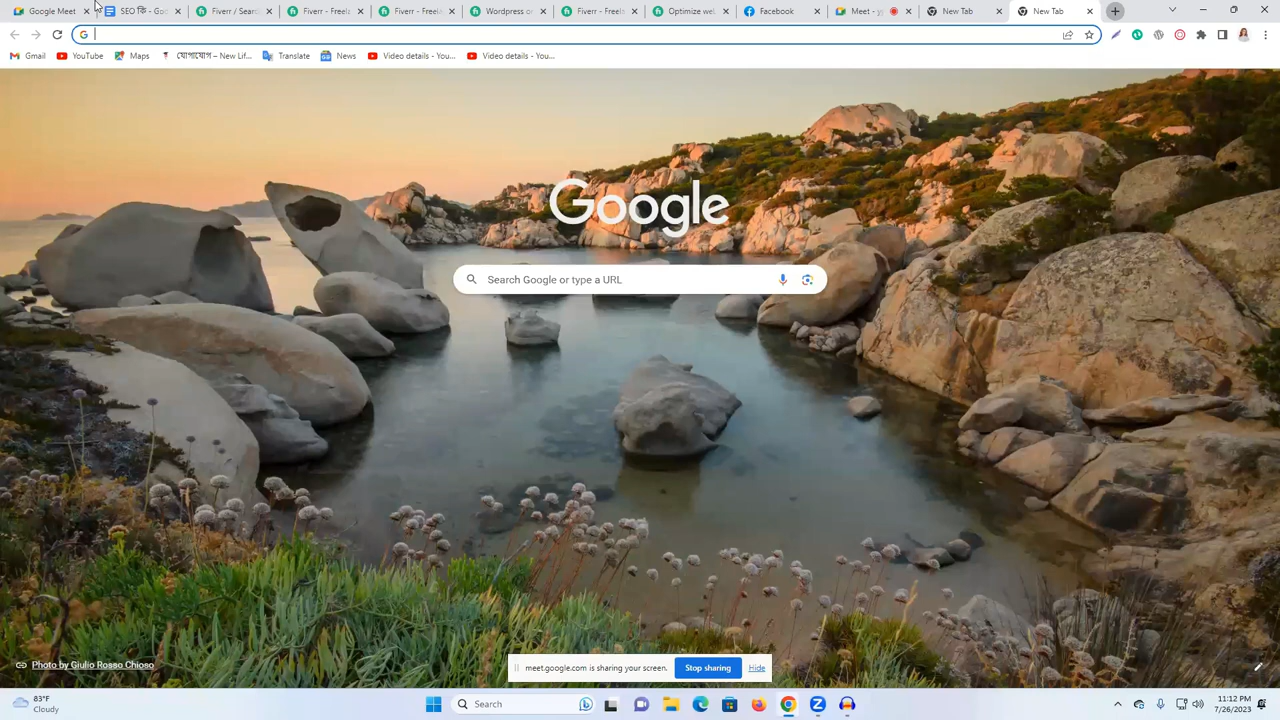 Google Meet
SEO কি - Goo
Fiverr / Searc
Fiverr - Freela
Fiverr - Freel
Wordpress o
Fiverr - Freela
Optimize wel
Facebook
Meet - y
New Tab
New Tab
Gmail
YouTube
Maps
যোগাযোগ – New Lif...
Translate
News
Video details - You...
Video details - You...
Google
Search Google or type a URL
Photo by Giulio Rosso Chioso
meet.google.com is sharing your screen.
Stop sharing
Hide
83°F
Cloudy
Search
11:12 PM
7/26/2023